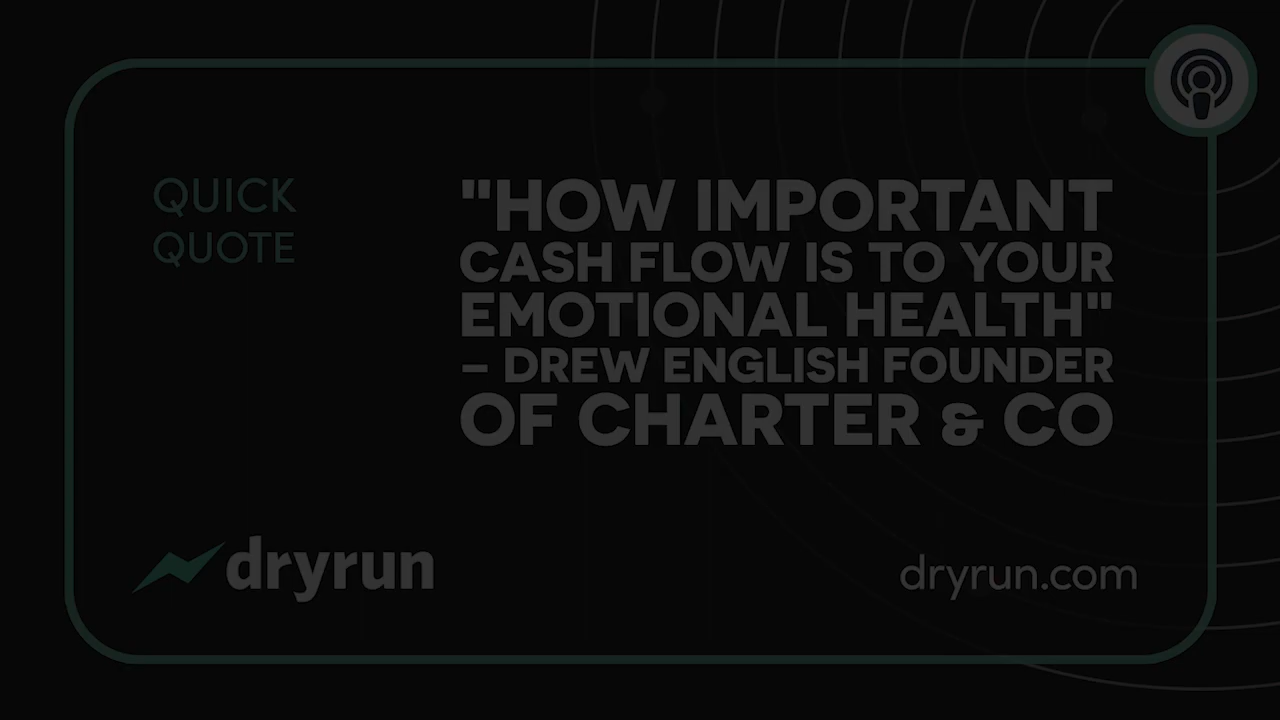 QUICK
QUOTE
"HOW IMPORTANT
CASH FLOW IS TO YOUR
EMOTIONAL HEALTH"
– DREW ENGLISH FOUNDER
OF CHARTER & CO
dryrun
dryrun.com